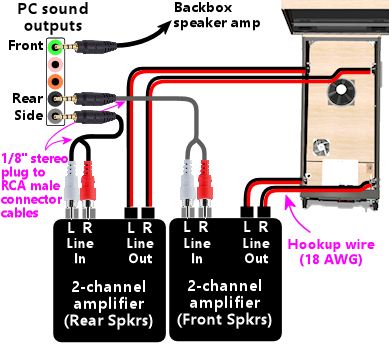 PC sound
outputs
Backbox
speaker amp
Front
Rear
Side
1/8" stereo
plug to
RCA male
connector
cables
L R L R L R L R
Line Line Line Line
In Out In Out
Hookup wire
(18 AWG)
2-channel
amplifier
(Rear Spkrs)
2-channel
amplifier
(Front Spkrs)